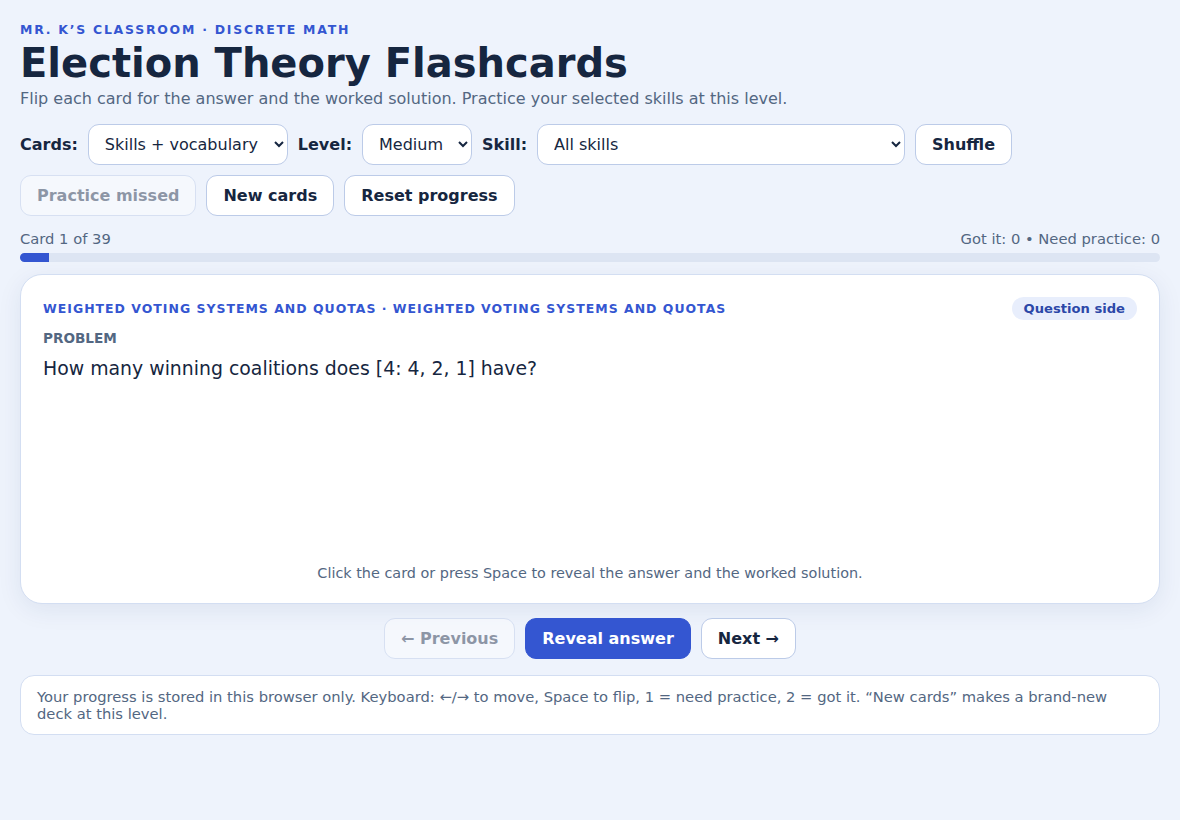 MR. K’S CLASSROOM · DISCRETE MATH
Election Theory Flashcards
Flip each card for the answer and the worked solution. Practice your selected skills at this level.
Cards: Skills + vocabulary Level: Medium Skill: All skills Shuffle
Practice missed New cards Reset progress
Card 1 of 39 Got it: 0 • Need practice: 0
WEIGHTED VOTING SYSTEMS AND QUOTAS · WEIGHTED VOTING SYSTEMS AND QUOTAS Question side
PROBLEM
How many winning coalitions does [4: 4, 2, 1] have?
Click the card or press Space to reveal the answer and the worked solution.
← Previous Reveal answer Next →
Your progress is stored in this browser only. Keyboard: ←/→ to move, Space to flip, 1 = need practice, 2 = got it. “New cards” makes a brand-new
deck at this level.